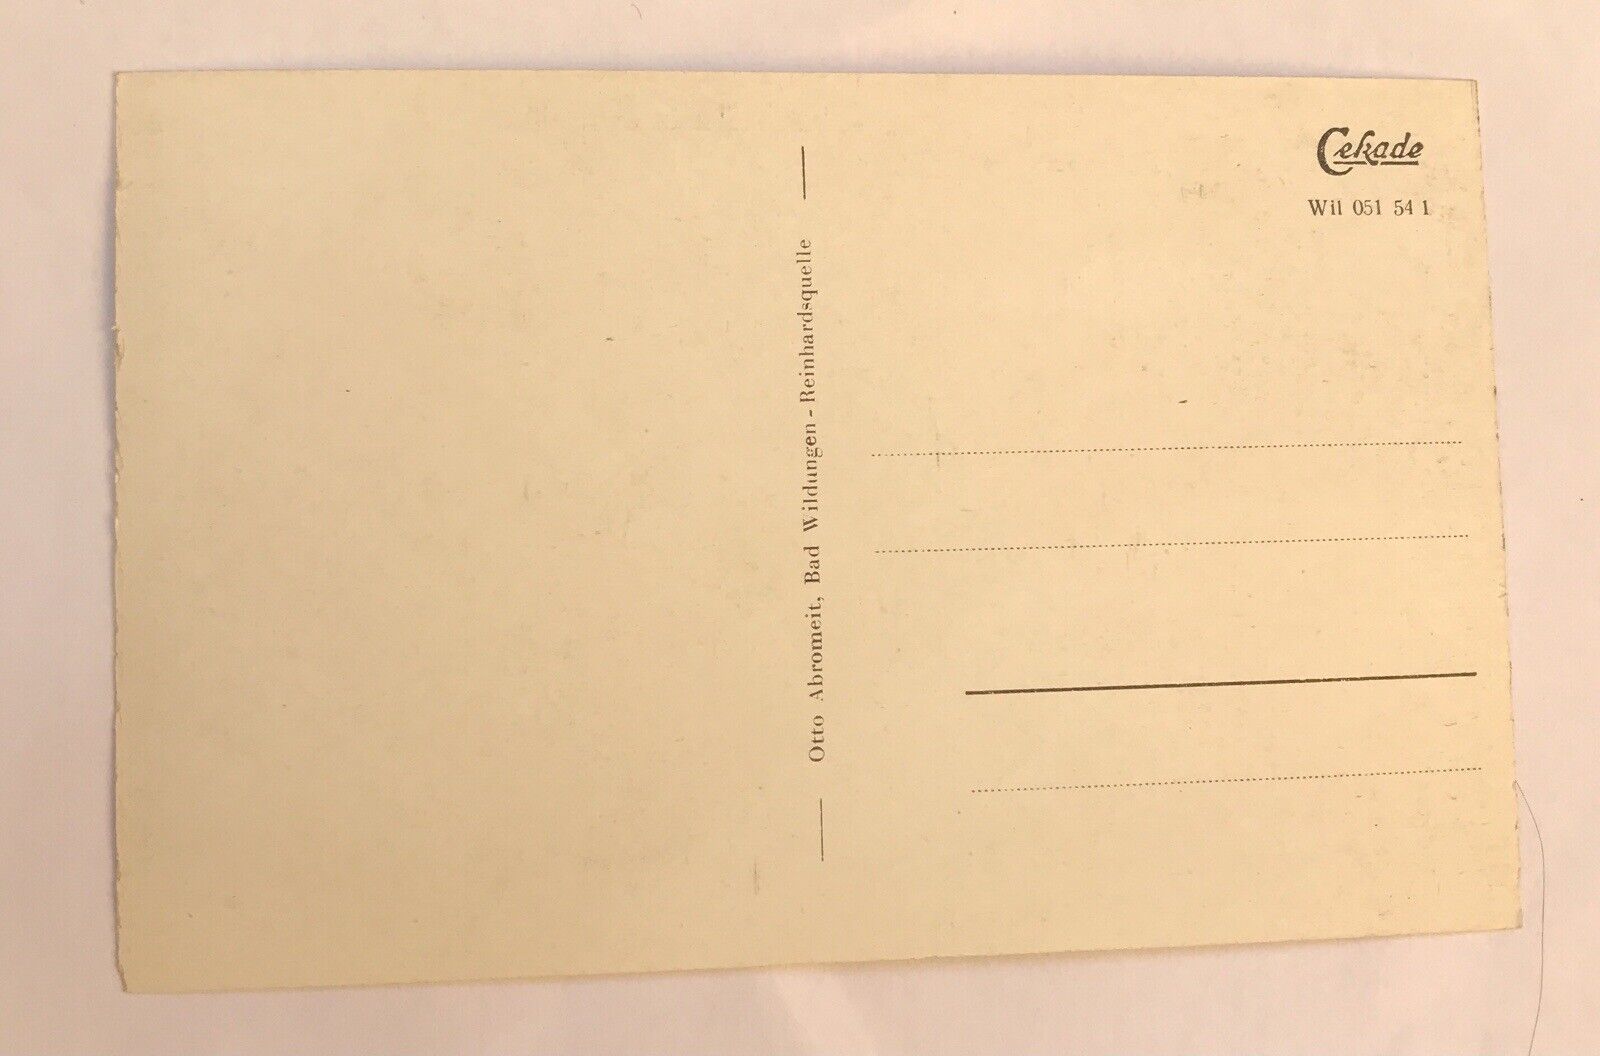 Cekade
Wil 051 54 1
Otto Abromeit, Bad Wildungen - Reinhardsquelle